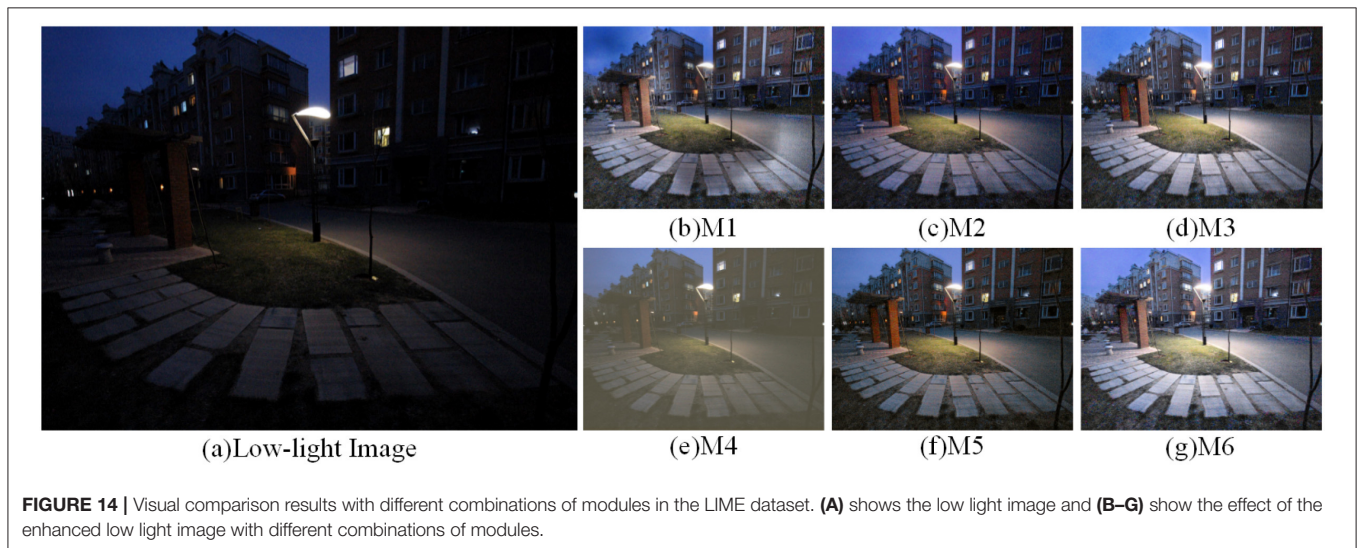 (a)Low-light Image
(b)M1
(c)M2
(d)M3
(e)M4
(f)M5
(g)M6
FIGURE 14 | Visual comparison results with different combinations of modules in the LIME dataset. (A) shows the low light image and (B–G) show the effect of the
enhanced low light image with different combinations of modules.